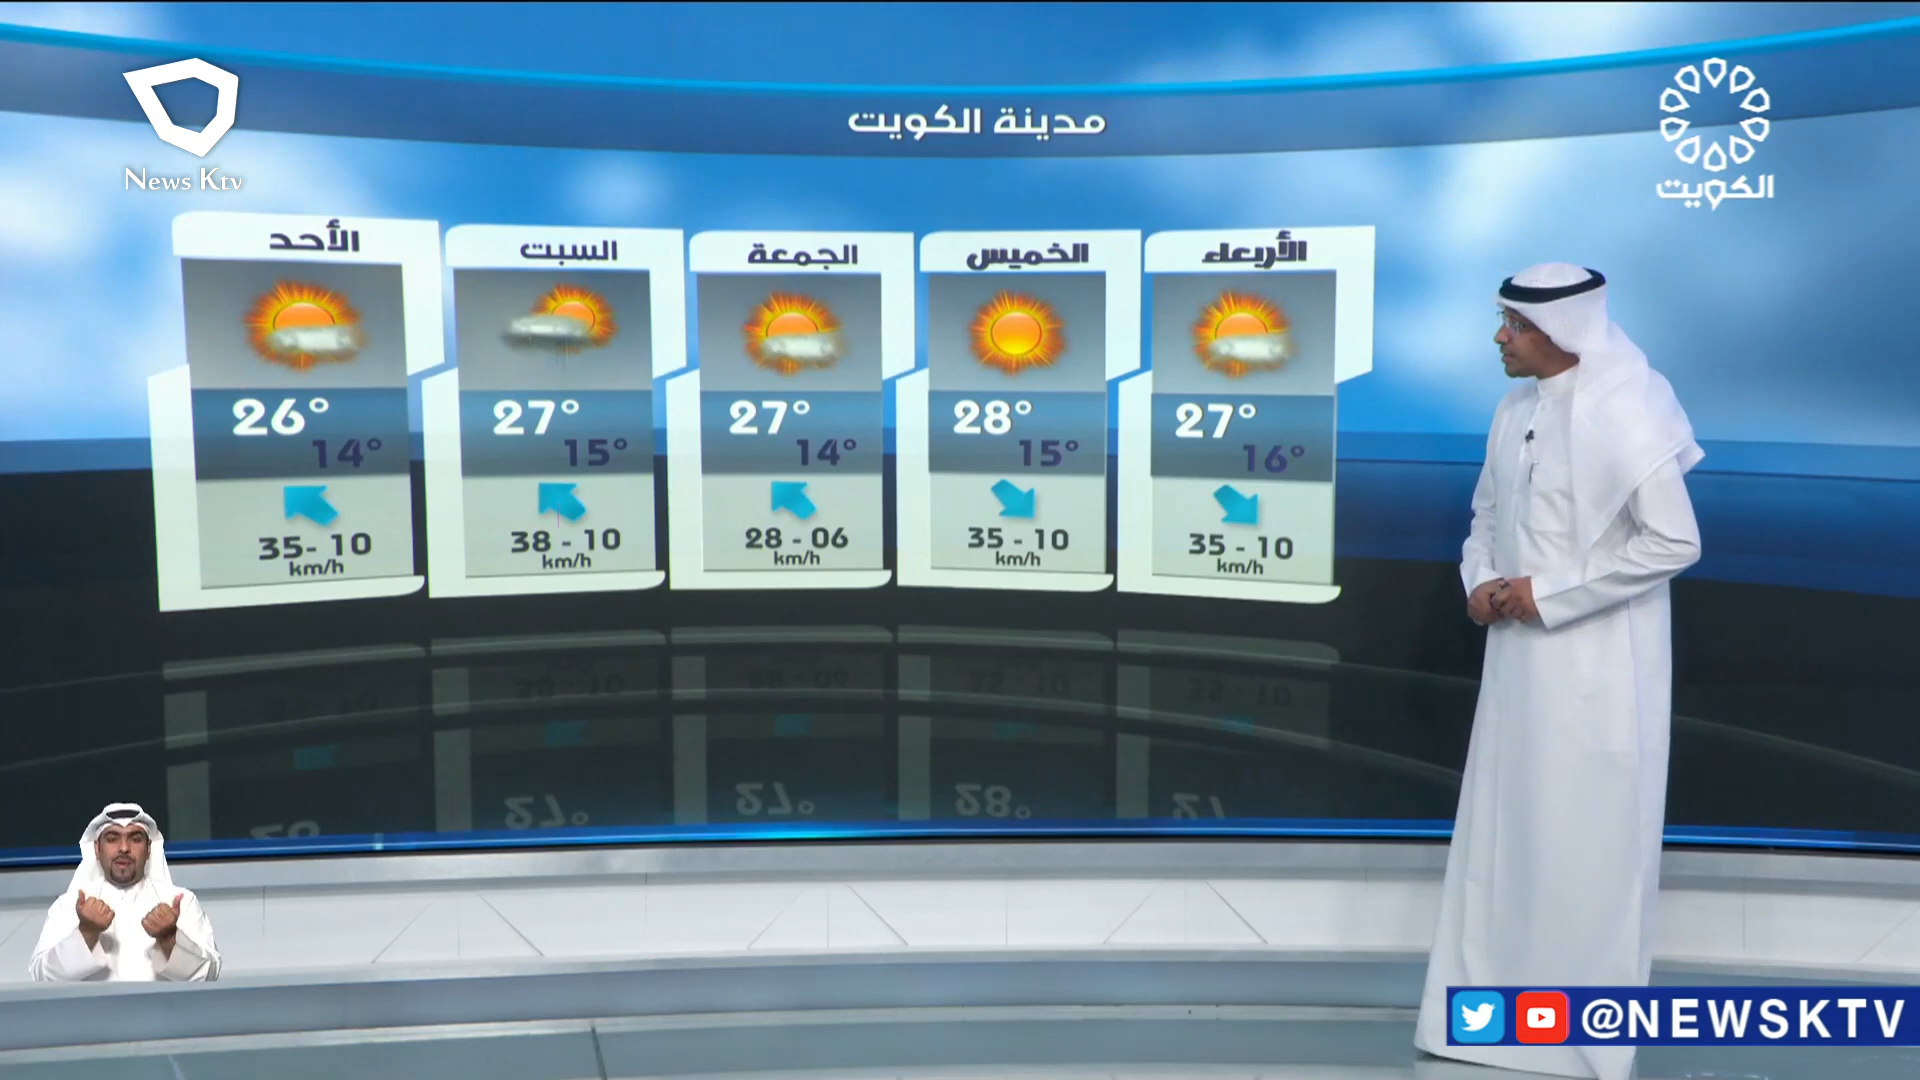 News Ktv
الكويت
مدينة الكويت
الأربعاء
27°
16°
35 - 10
km/h
الخميس
28°
15°
35 - 10
km/h
الجمعة
27°
14°
28 - 06
km/h
السبت
27°
15°
38 - 10
km/h
الأحد
26°
14°
35- 10
km/h
@NEWSKTV